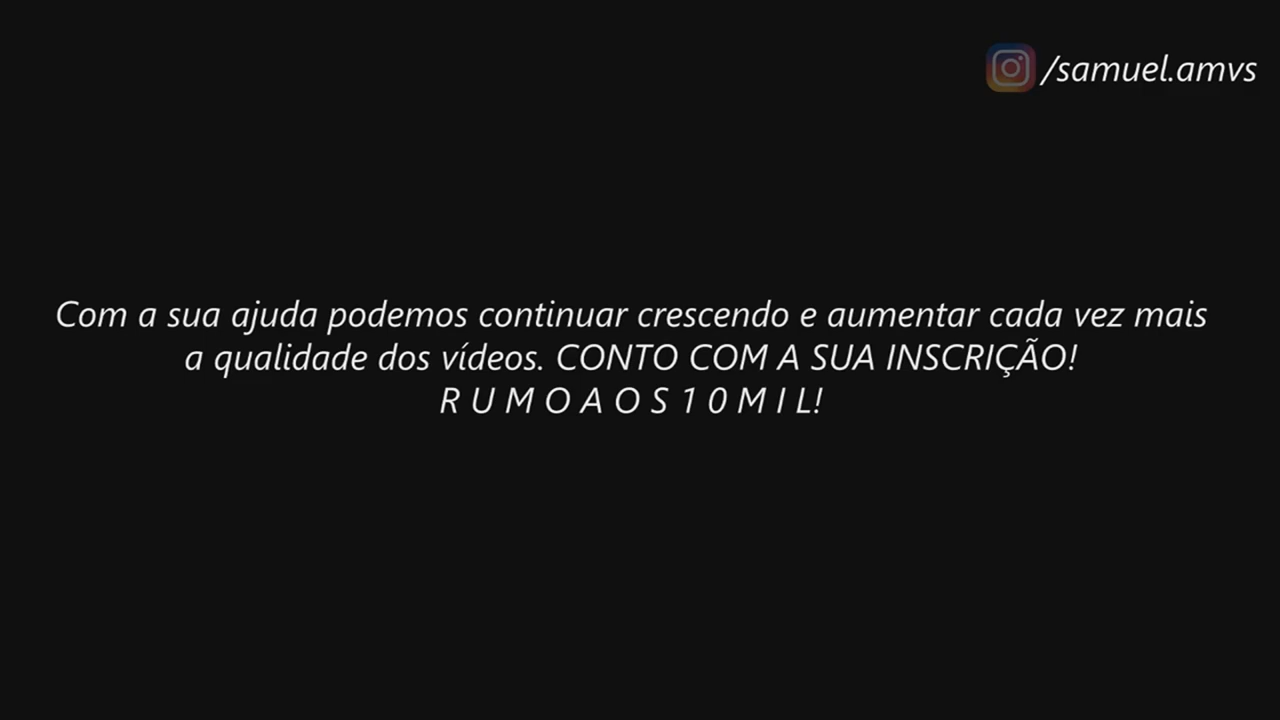 /samuel.amvs
Com a sua ajuda podemos continuar crescendo e aumentar cada vez mais
a qualidade dos vídeos. CONTO COM A SUA INSCRIÇÃO!
R U M O A O S 1 0 M I L!